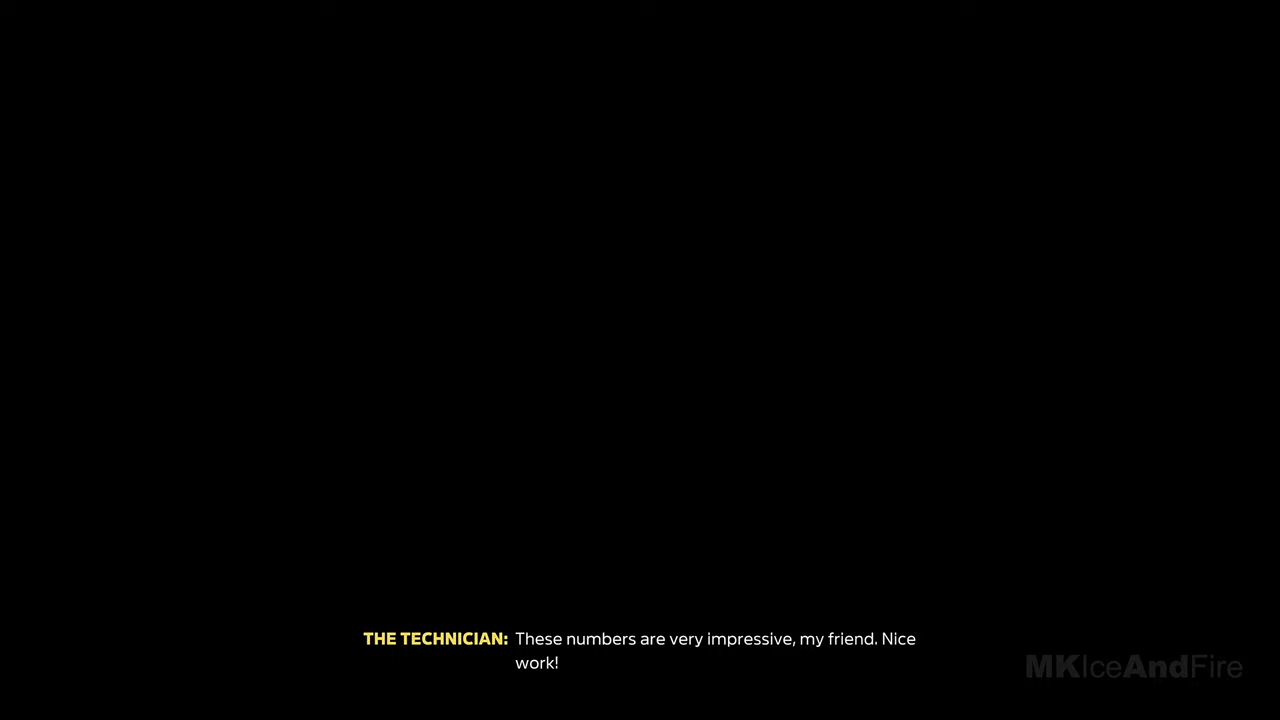 THE TECHNICIAN: These numbers are very impressive, my friend. Nice
work!
MKIceAndFire